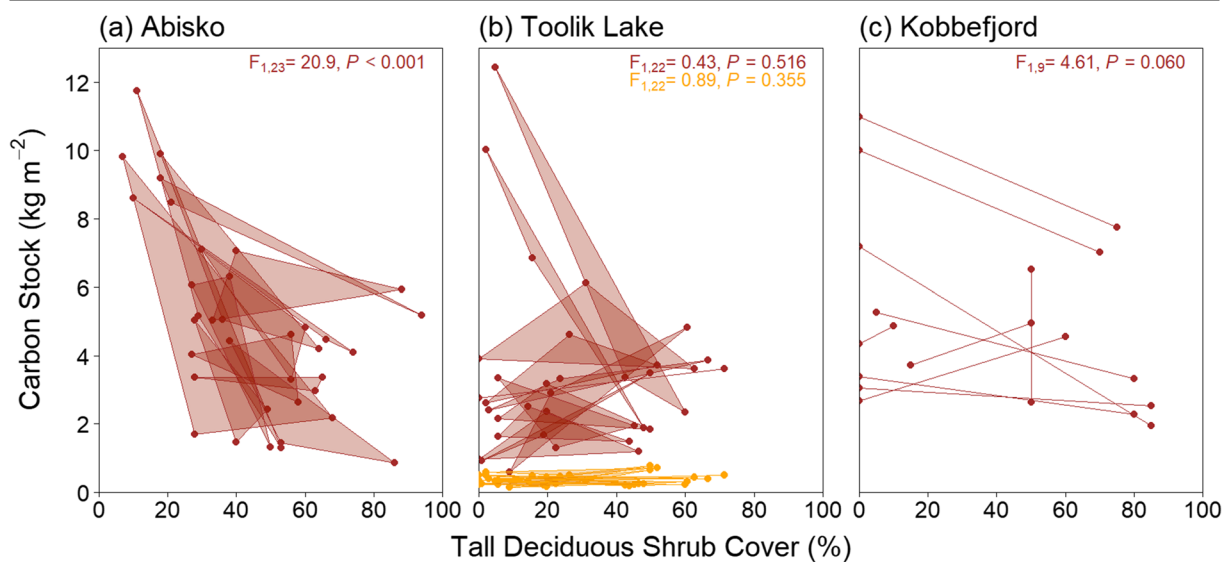 (a) Abisko
(b) Toolik Lake
(c) Kobbefjord
F1,23= 20.9, P < 0.001
F1,22= 0.43, P = 0.516
F1,22= 0.89, P = 0.355
F1,9= 4.61, P = 0.060
Carbon Stock (kg m−2)
12
10
8
6
4
2
0
0 20 40 60 80 100
0 20 40 60 80 100
0 20 40 60 80 100
Tall Deciduous Shrub Cover (%)